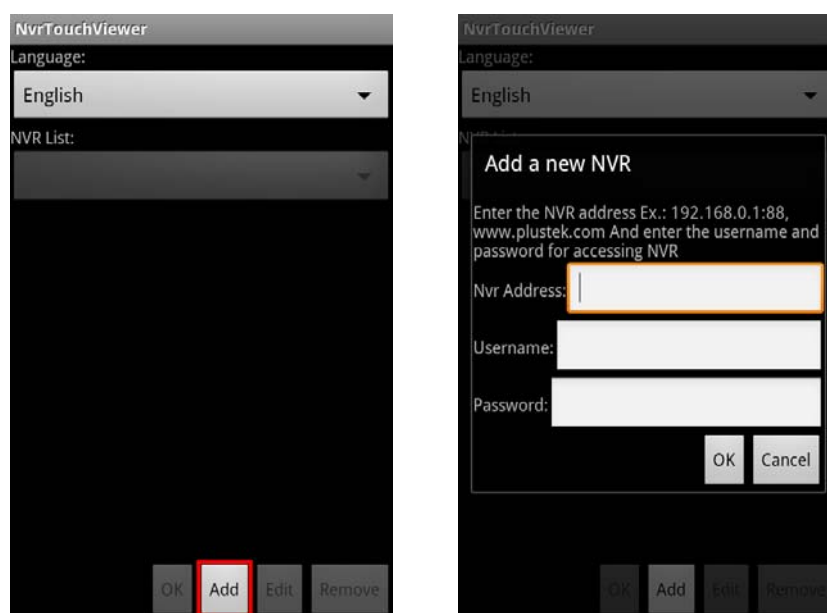 NvrTouchViewer
Language:
English
NVR List:
OK Add Edit Remove
NvrTouchViewer
Language:
English
Add a new NVR
Enter the NVR address Ex.: 192.168.0.1:88,
www.plustek.com And enter the username and
password for accessing NVR
Nvr Address:
Username:
Password:
OK Cancel
OK Add Edit Remove